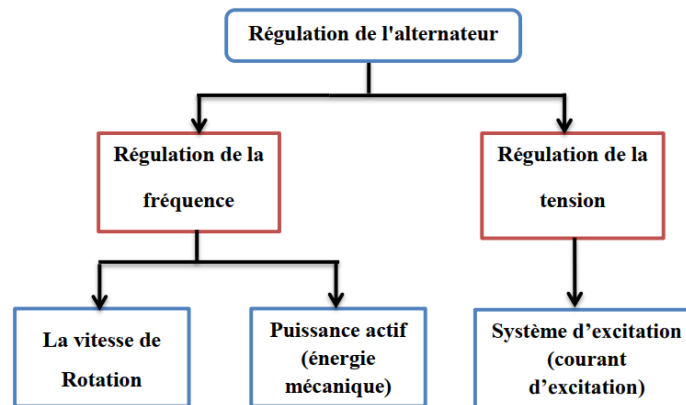 Régulation de l'alternateur
Régulation de la
fréquence
Régulation de la
tension
La vitesse de
Rotation
Puissance actif
(énergie
mécanique)
Système d’excitation
(courant
d’excitation)